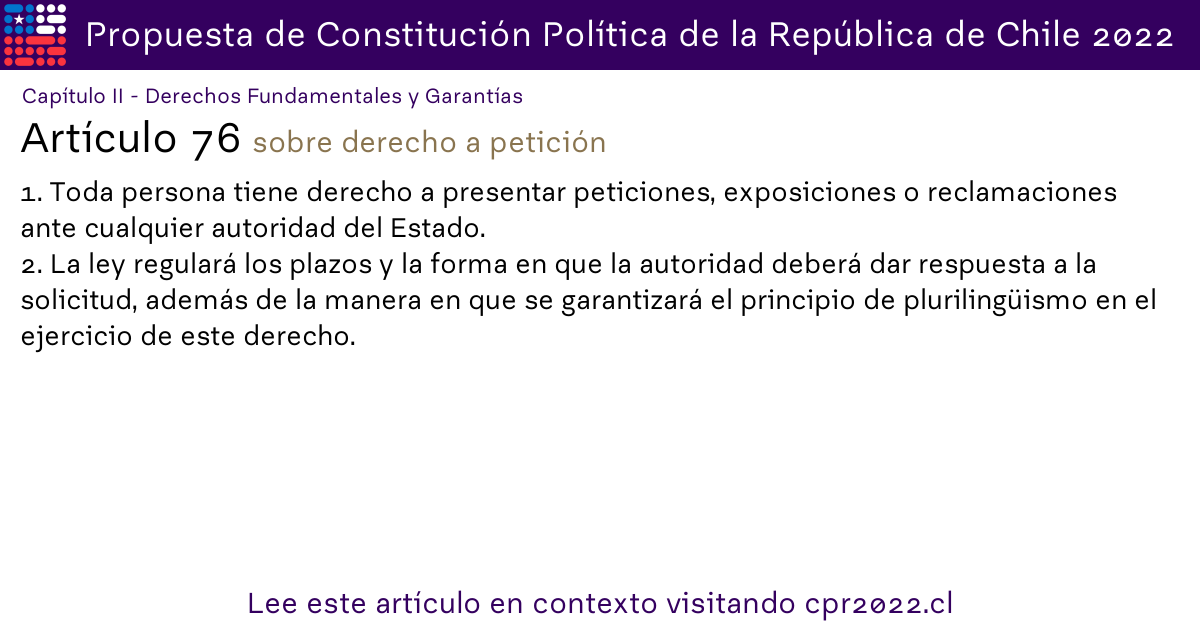 Propuesta de Constitución Política de la República de Chile 2022
Capítulo II - Derechos Fundamentales y Garantías
Artículo 76 sobre derecho a petición
1. Toda persona tiene derecho a presentar peticiones, exposiciones o reclamaciones
ante cualquier autoridad del Estado.
2. La ley regulará los plazos y la forma en que la autoridad deberá dar respuesta a la
solicitud, además de la manera en que se garantizará el principio de plurilingüismo en el
ejercicio de este derecho.
Lee este artículo en contexto visitando cpr2022.cl